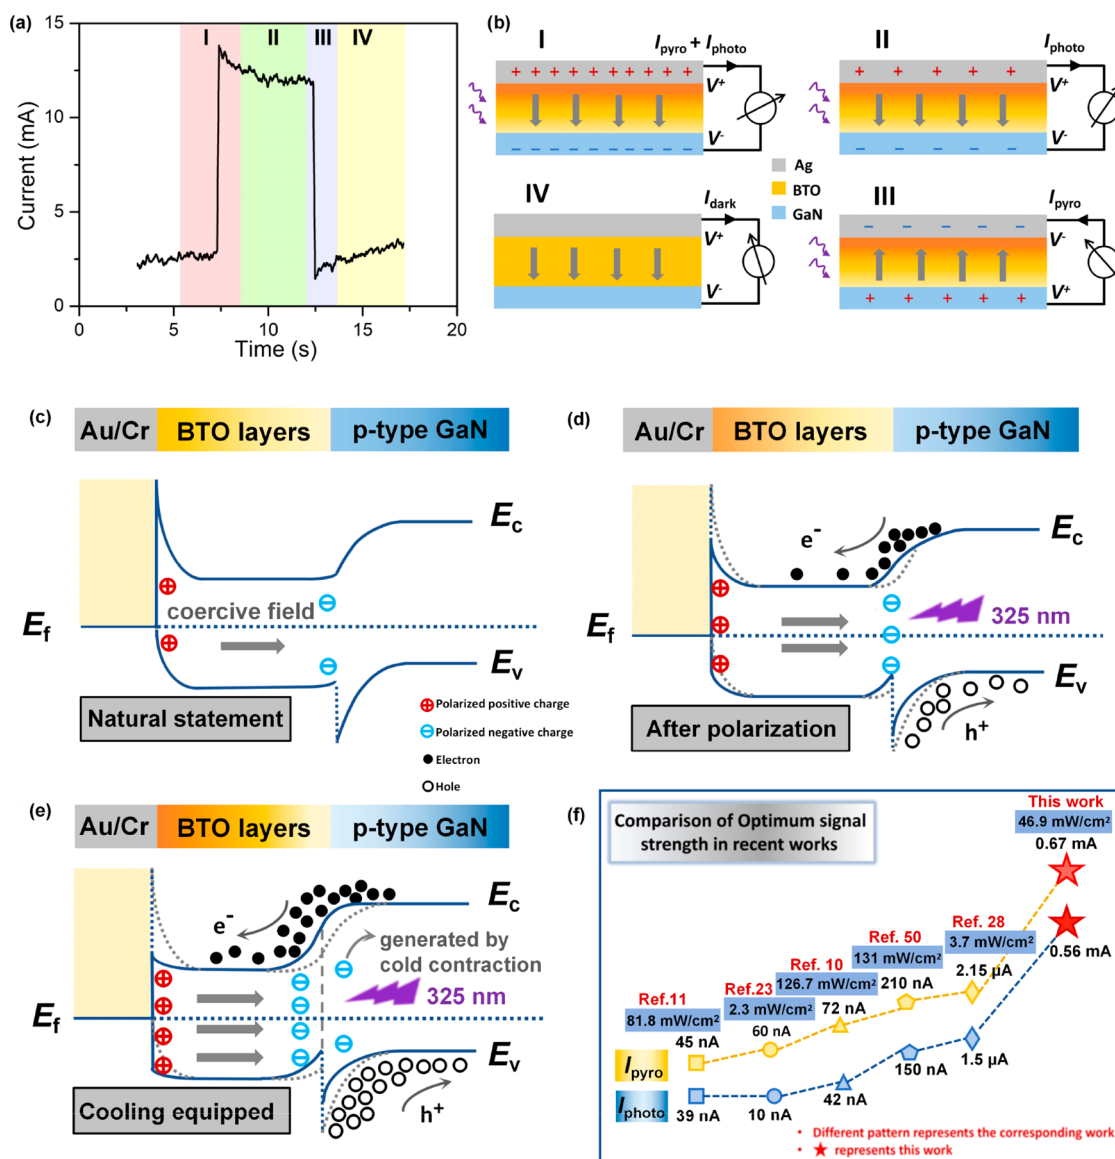 (a)
15
10
5
0
Current (mA)
I
II
III
IV
0
5
10
15
20
Time (s)
(b)
I
Ipyro + Iphoto
V+
V-
II
Iphoto
V+
V-
Ag
BTO
GaN
IV
Idark
V+
V-
III
Ipyro
V-
V+
(c)
Au/Cr
BTO layers
p-type GaN
Ec
coercive field
Ef
Ev
Natural statement
Polarized positive charge
Polarized negative charge
Electron
Hole
(d)
Au/Cr
BTO layers
p-type GaN
Ec
e-
325 nm
Ef
Ev
After polarization
h+
(e)
Au/Cr
BTO layers
p-type GaN
Ec
e-
generated by
cold contraction
325 nm
Ef
Ev
Cooling equipped
h+
(f)
Comparison of Optimum signal
strength in recent works
This work
46.9 mW/cm2
0.67 mA
0.56 mA
Ref. 28
3.7 mW/cm2
2.15 µA
1.5 µA
Ref. 50
131 mW/cm2
210 nA
150 nA
Ref. 10
126.7 mW/cm2
72 nA
42 nA
Ref.23
2.3 mW/cm2
60 nA
10 nA
Ref.11
81.8 mW/cm2
45 nA
39 nA
Ipyro
Iphoto
• Different pattern represents the corresponding work
• ★ represents this work